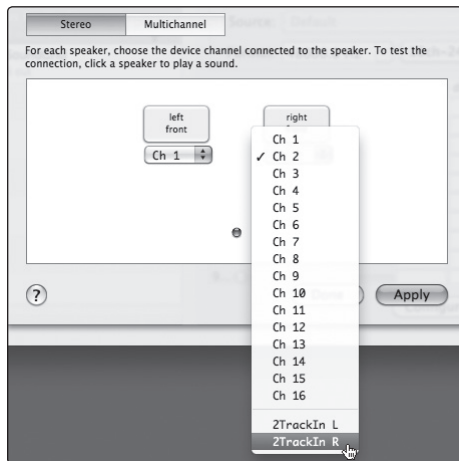 Stereo
Multichannel
For each speaker, choose the device channel connected to the speaker. To test the
connection, click a speaker to play a sound.
left
front
right
Ch 1
Ch 1
✓ Ch 2
Ch 3
Ch 4
Ch 5
Ch 6
Ch 7
Ch 8
Ch 9
Ch 10
Ch 11
Ch 12
Ch 13
Ch 14
Ch 15
Ch 16
2TrackIn L
2TrackIn R
?
Apply